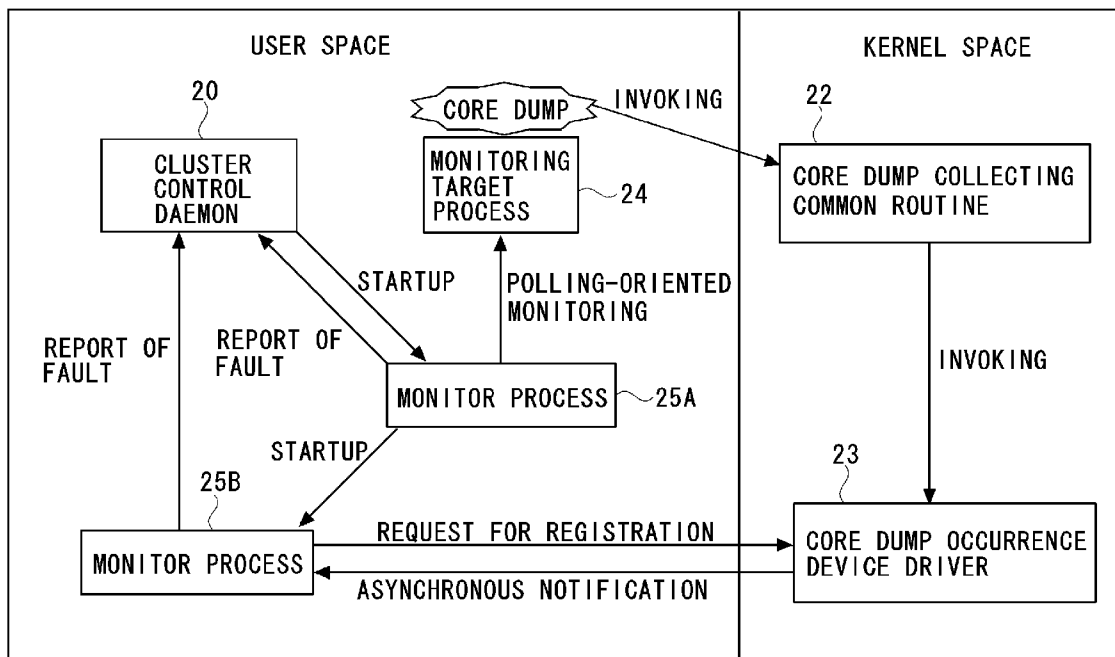 USER SPACE
KERNEL SPACE
20
CORE DUMP
INVOKING
22
CLUSTER
CONTROL
DAEMON
MONITORING
TARGET
PROCESS
24
CORE DUMP COLLECTING
COMMON ROUTINE
STARTUP
POLLING-ORIENTED
MONITORING
REPORT OF
FAULT
REPORT OF
FAULT
INVOKING
MONITOR PROCESS
25A
STARTUP
25B
23
MONITOR PROCESS
REQUEST FOR REGISTRATION
ASYNCHRONOUS NOTIFICATION
CORE DUMP OCCURRENCE
DEVICE DRIVER